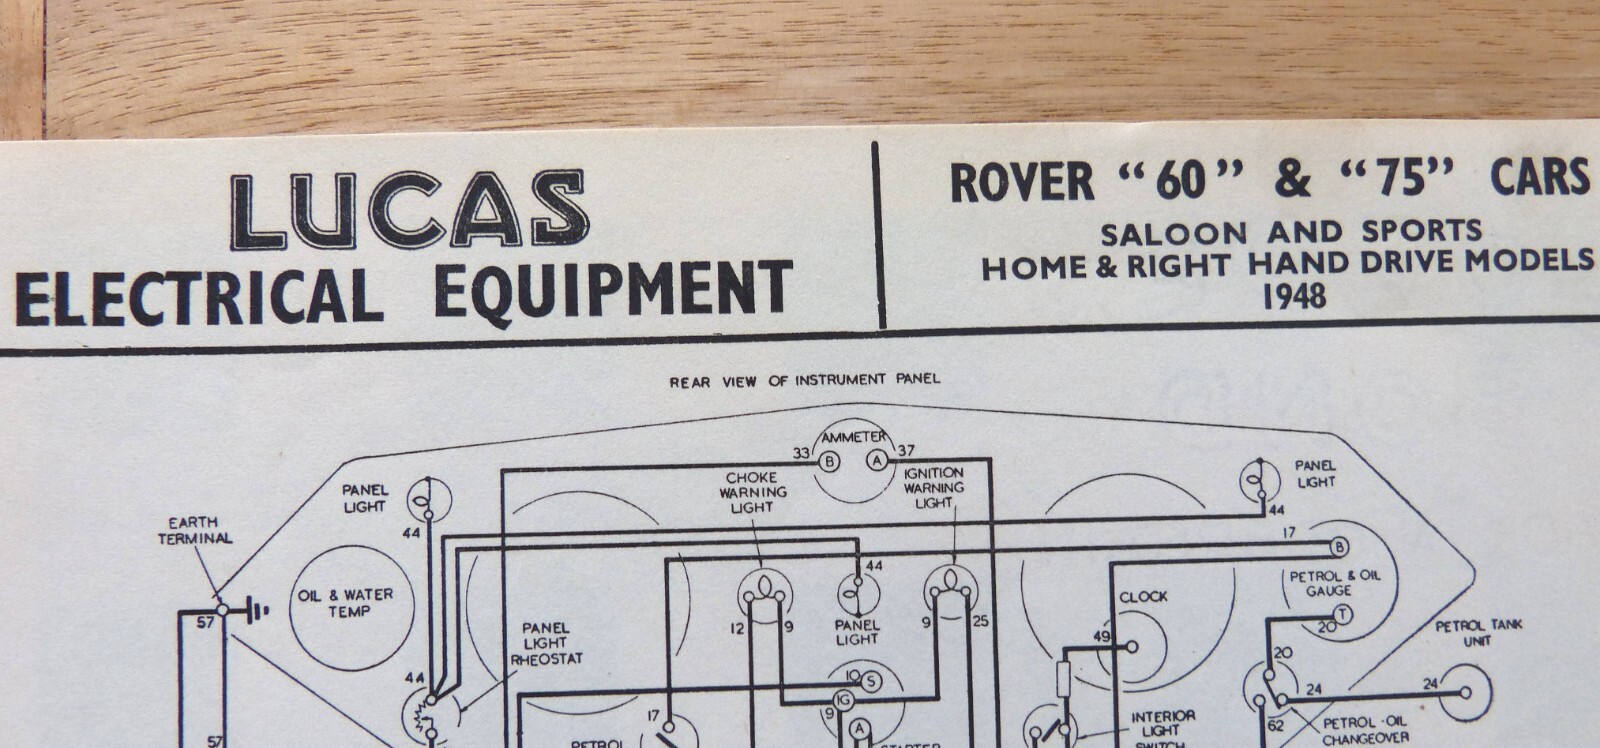 LUCAS
ELECTRICAL EQUIPMENT
ROVER “60” & “75” CARS
SALOON AND SPORTS
HOME & RIGHT HAND DRIVE MODELS
1948
REAR VIEW OF INSTRUMENT PANEL
AMMETER
33 B A 37
CHOKE
WARNING
LIGHT
IGNITION
WARNING
LIGHT
PANEL
LIGHT
44
PANEL
LIGHT
44
EARTH
TERMINAL
57
OIL & WATER
TEMP
17
B
PETROL & OIL
GAUGE
T
20
44
PANEL
LIGHT
12 9
9 25
CLOCK
49
PETROL TANK
UNIT
PANEL
LIGHT
RHEOSTAT
44
10 S
IG
9
A
20
24
24
62
PETROL-OIL
CHANGEOVER
17
INTERIOR
LIGHT
SWITCH
57
PETROL
STARTER